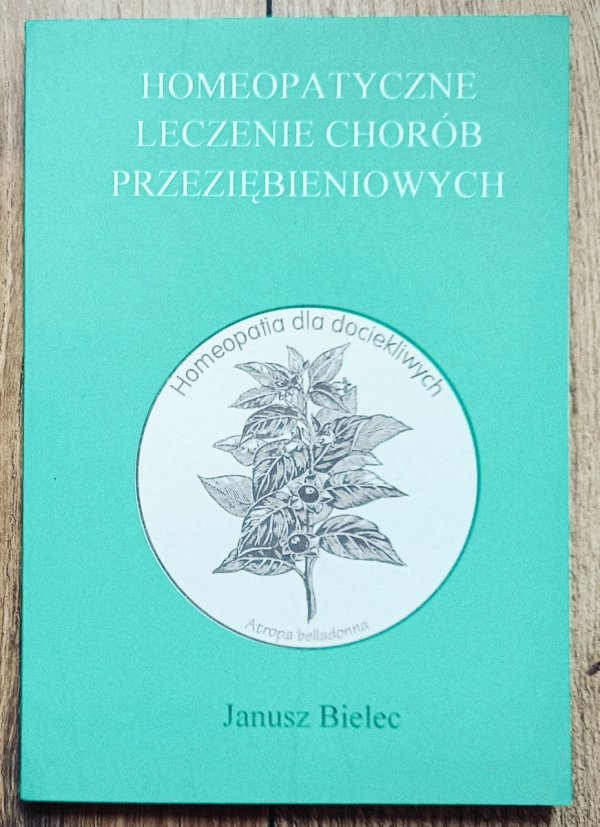 HOMEOPATYCZNE
LECZENIE CHORÓB
PRZEZIĘBIENIOWYCH
Homeopatia dla dociekliwych
Atropa belladonna
Janusz Bielec